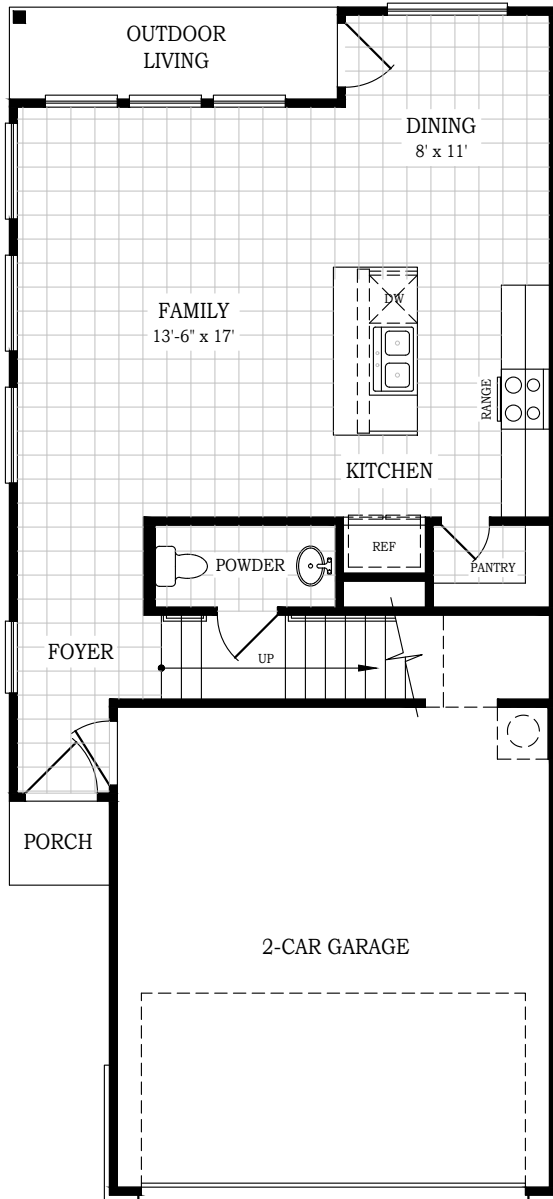 OUTDOOR
LIVING
DINING
8' x 11'
DW
FAMILY
13'-6" x 17'
RANGE
KITCHEN
REF
POWDER
PANTRY
FOYER
UP
PORCH
2-CAR GARAGE